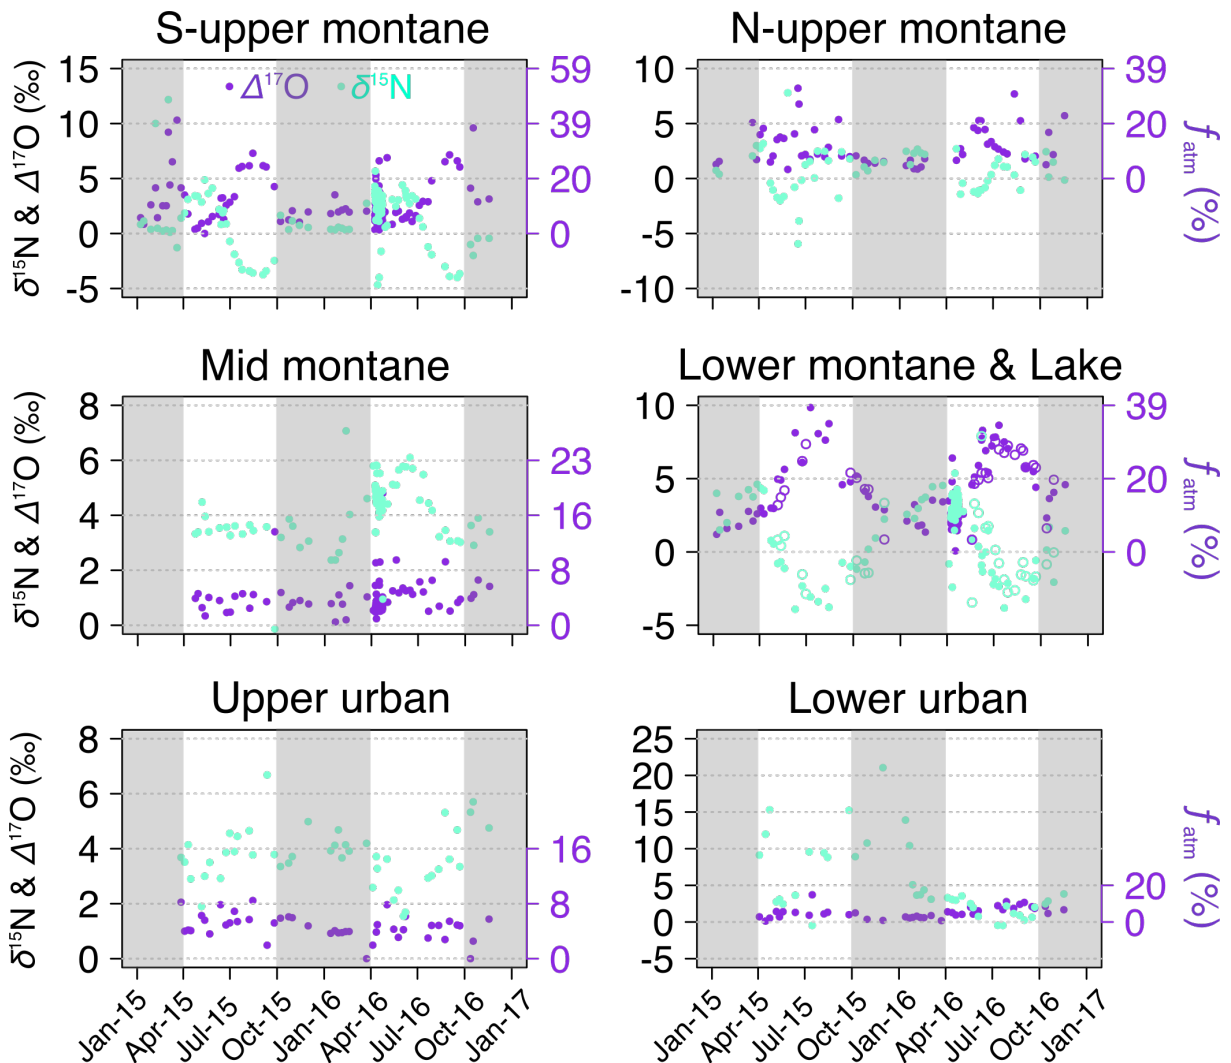 S-upper montane
N-upper montane
δ¹⁵N & Δ¹⁷O (‰)
15
10
5
0
-5
Δ¹⁷O
δ¹⁵N
59
39
20
0
10
5
0
-5
-10
39
20
0
f atm (%)
Mid montane
Lower montane & Lake
δ¹⁵N & Δ¹⁷O (‰)
8
6
4
2
0
23
16
8
0
10
5
0
-5
39
20
0
f atm (%)
Upper urban
Lower urban
δ¹⁵N & Δ¹⁷O (‰)
8
6
4
2
0
16
8
0
25
20
15
10
5
0
-5
20
0
f atm (%)
Jan-15
Apr-15
Jul-15
Oct-15
Jan-16
Apr-16
Jul-16
Oct-16
Jan-17
Jan-15
Apr-15
Jul-15
Oct-15
Jan-16
Apr-16
Jul-16
Oct-16
Jan-17